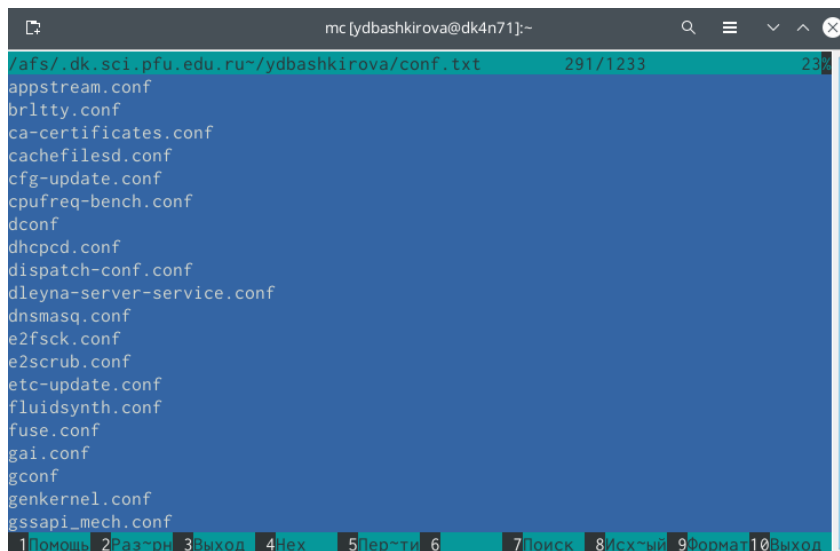 mc [ydbashkirova@dk4n71]:~
/afs/.dk.sci.pfu.edu.ru~/ydbashkirova/conf.txt 291/1233 23%
appstream.conf
brltty.conf
ca-certificates.conf
cachefilesd.conf
cfg-update.conf
cpufreq-bench.conf
dconf
dhcpcd.conf
dispatch-conf.conf
dleyna-server-service.conf
dnsmasq.conf
e2fsck.conf
e2scrub.conf
etc-update.conf
fluidsynth.conf
fuse.conf
gai.conf
gconf
genkernel.conf
gssapi_mech.conf
1Помощь 2Раз~рн 3Выход 4Hex 5Пер~ти 6 7Поиск 8Исх~ый 9Формат 10Выход